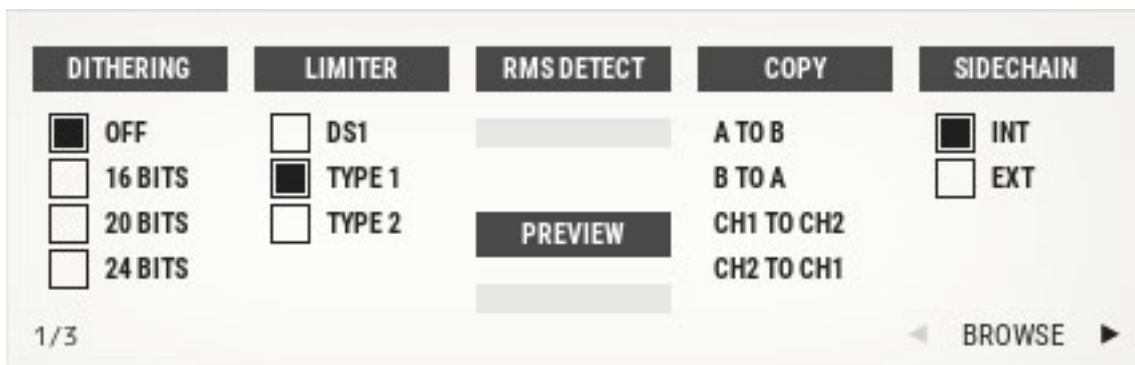 DITHERING
OFF
16 BITS
20 BITS
24 BITS
LIMITER
DS1
TYPE 1
TYPE 2
RMS DETECT
PREVIEW
COPY
A TO B
B TO A
CH1 TO CH2
CH2 TO CH1
SIDECHAIN
INT
EXT
1/3
BROWSE